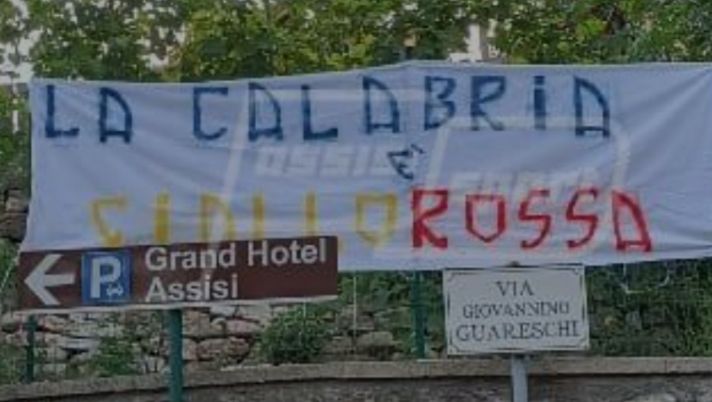 LA CALABRIA
È
GIALLOROSSA
P
Grand Hotel
Assisi
VIA
GIOVANNINO
GUARESCHI